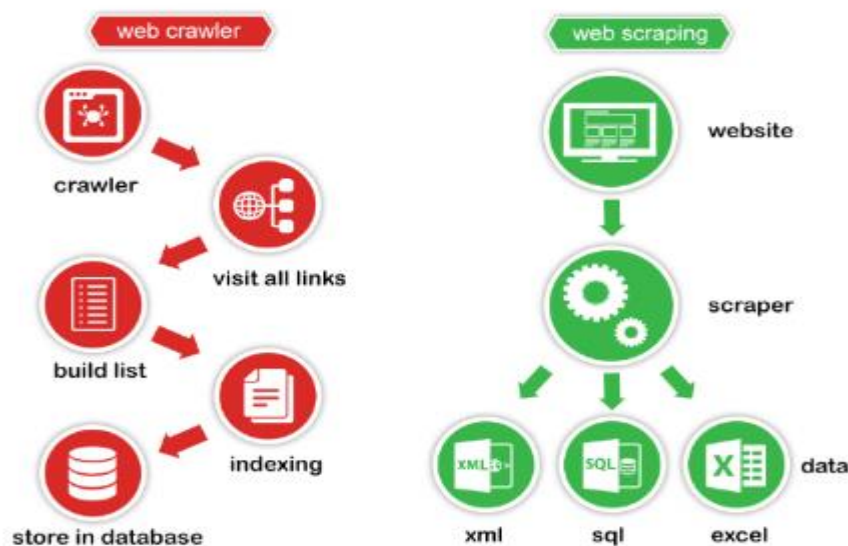 web crawler
crawler
visit all links
build list
indexing
store in database
web scraping
website
scraper
XML
SQL
X
data
xml
sql
excel